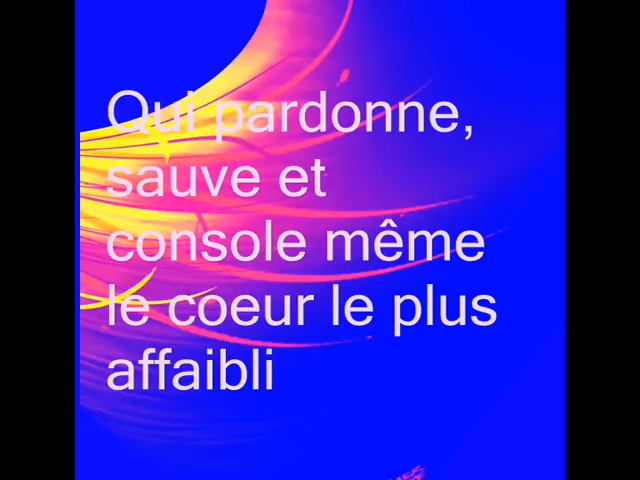 Qui pardonne,
sauve et
console même
le coeur le plus
affaibli